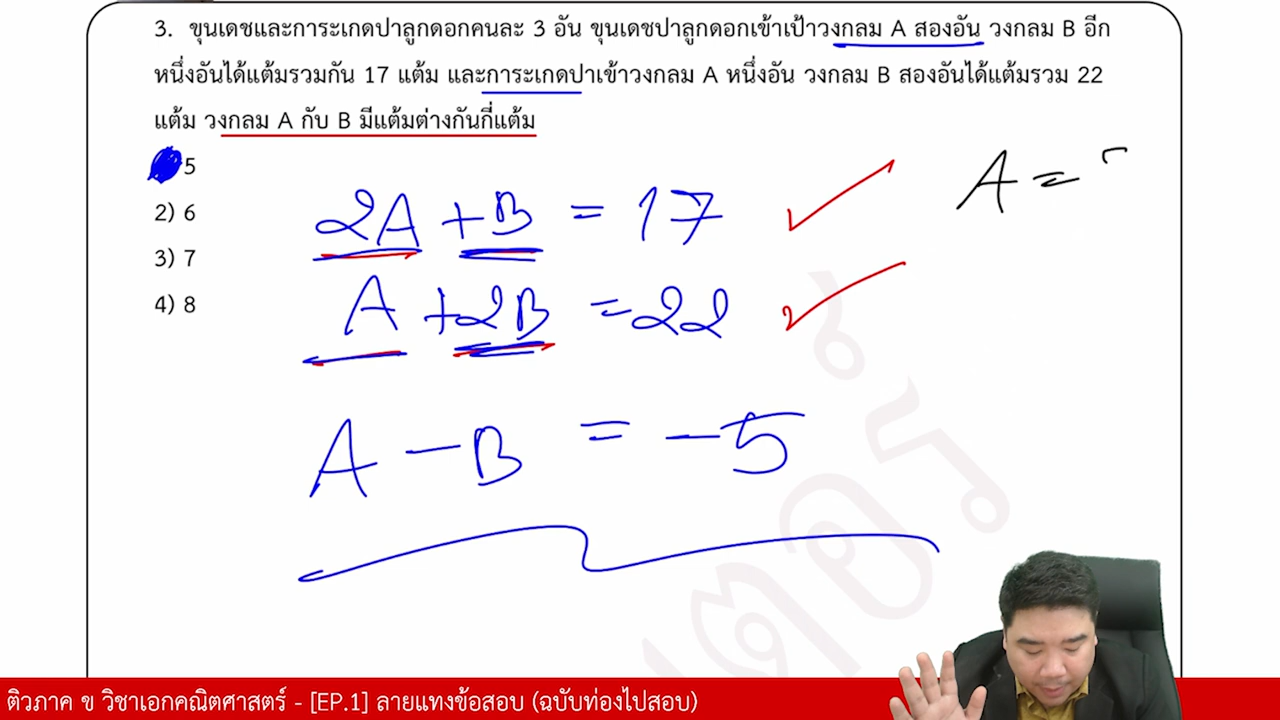 3. ขุนเดชและการะเกดปาลูกดอกคนละ 3 อัน ขุนเดชปาลูกดอกเข้าเป้าวงกลม A สองอัน วงกลม B อีก
หนึ่งอันได้แต้มรวมกัน 17 แต้ม และการะเกดปาเข้าวงกลม A หนึ่งอัน วงกลม B สองอันได้แต้มรวม 22
แต้ม วงกลม A กับ B มีแต้มต่างกันกี่แต้ม
5
2) 6
3) 7
4) 8
2A + B = 17
A + 2B = 22
A - B = -5
A =
ติวภาค ข วิชาเอกคณิตศาสตร์ - [EP.1] ลายแทงข้อสอบ (ฉบับท่องไปสอบ)